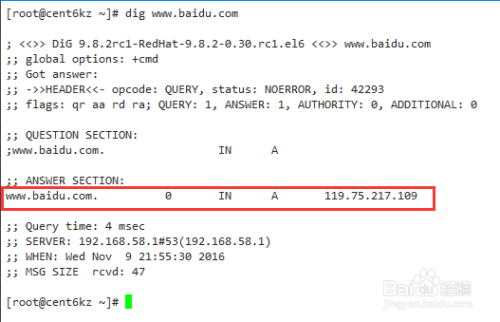 [root@cent6kz ~]# dig www.baidu.com
; <<>> DiG 9.8.2rc1-RedHat-9.8.2-0.30.rc1.el6 <<>> www.baidu.com
;; global options: +cmd
;; Got answer:
;; ->>HEADER<<- opcode: QUERY, status: NOERROR, id: 42293
;; flags: qr aa rd ra; QUERY: 1, ANSWER: 1, AUTHORITY: 0, ADDITIONAL: 0
;; QUESTION SECTION:
;www.baidu.com. IN A
;; ANSWER SECTION:
www.baidu.com. 0 IN A 119.75.217.109
;; Query time: 4 msec
;; SERVER: 192.168.58.1#53(192.168.58.1)
;; WHEN: Wed Nov 9 21:55:30 2016
;; MSG SIZE rcvd: 47
[root@cent6kz ~]#
Baidu 经验
jingyan.baidu.com